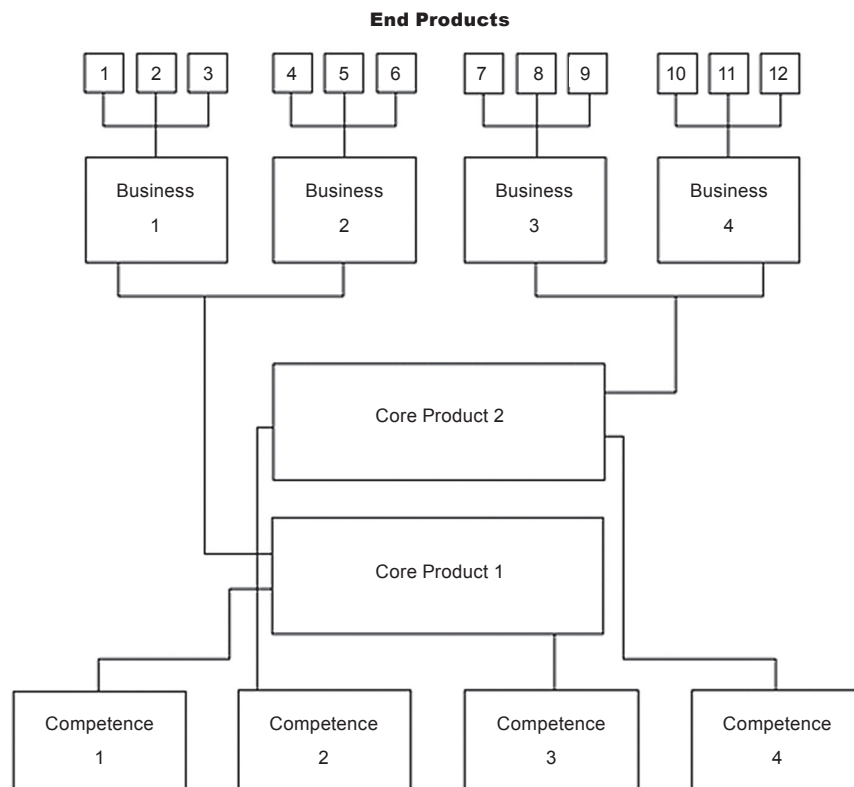 End Products
1 2 3 4 5 6 7 8 9 10 11 12
Business Business Business Business
1 2 3 4
Core Product 2
Core Product 1
Competence Competence Competence Competence
1 2 3 4